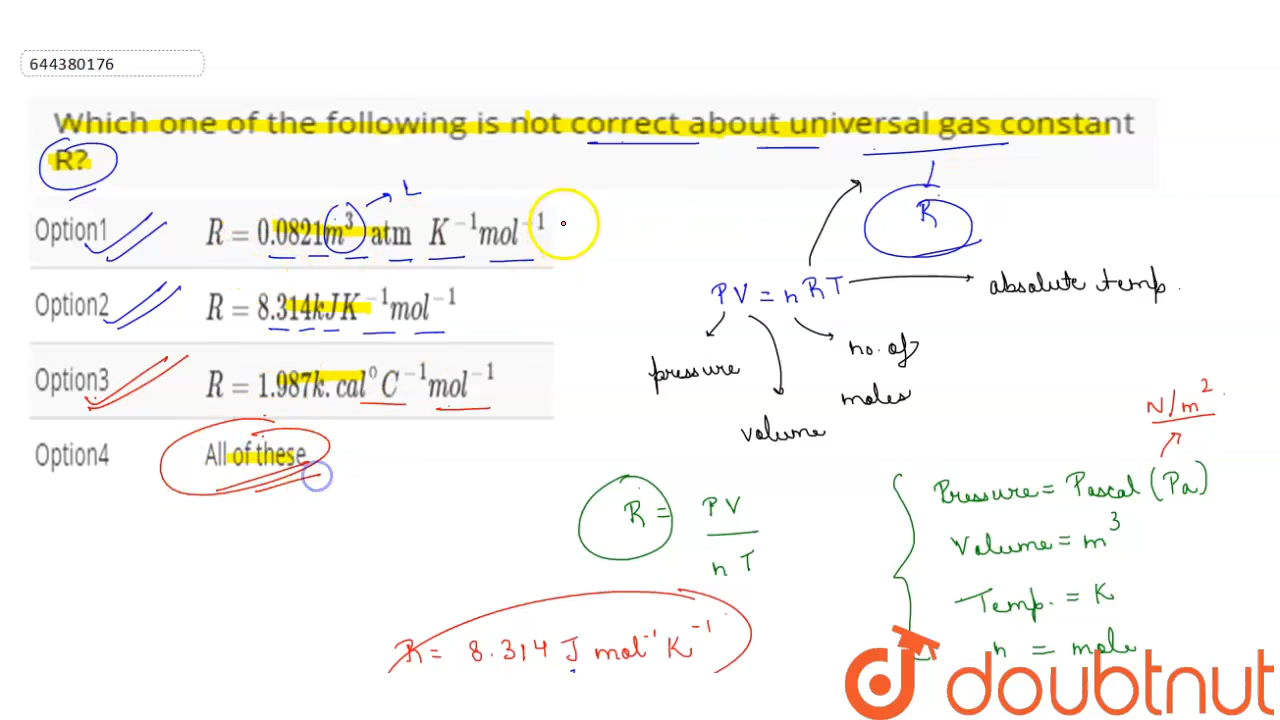 644380176
Which one of the following is not correct about universal gas constant
R?
Option1 R = 0.0821m³ atm K⁻¹mol⁻¹
→ L
R
Option2 R = 8.314kJK⁻¹mol⁻¹
PV = nRT
absolute temp.
pressure
no. of
moles
volume
Option3 R = 1.987k.cal°C⁻¹mol⁻¹
Option4 All of these
N/m²
R = PV
nT
Pressure = Pascal (Pa)
Volume = m³
Temp. = K
n = mole
R = 8.314 J mol⁻¹ K⁻¹
doubtnut